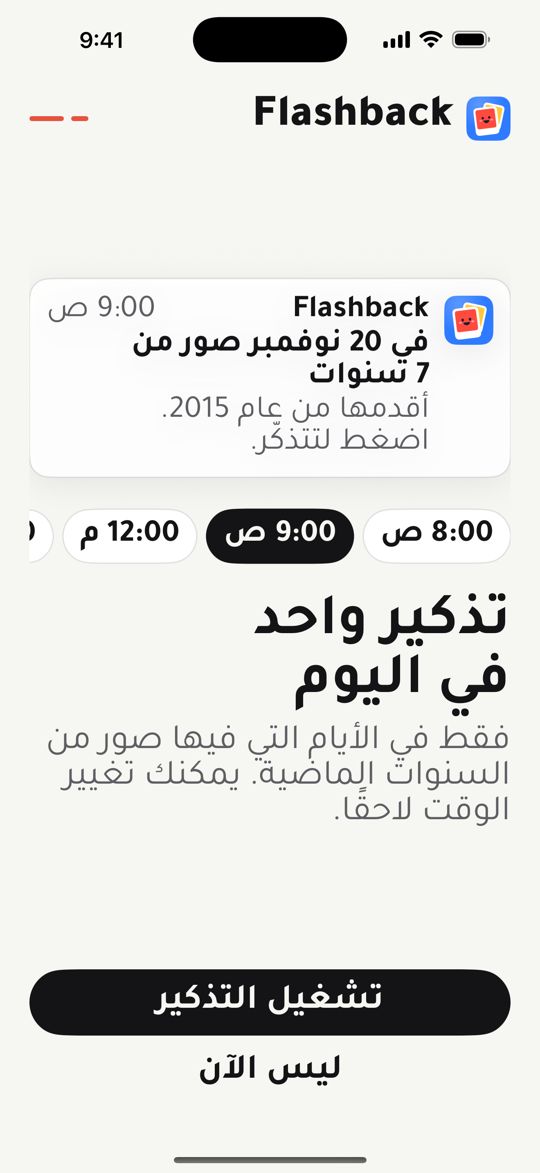 9:41
Flashback
Flashback
9:00 ص
في 20 نوفمبر صور من
7 سنوات
أقدمها من عام 2015.
اضغط لتتذكّر.
8:00 ص
9:00 ص
12:00 م
تذكير واحد
في اليوم
فقط في الأيام التي فيها صور من
السنوات الماضية. يمكنك تغيير
الوقت لاحقًا.
تشغيل التذكير
ليس الآن